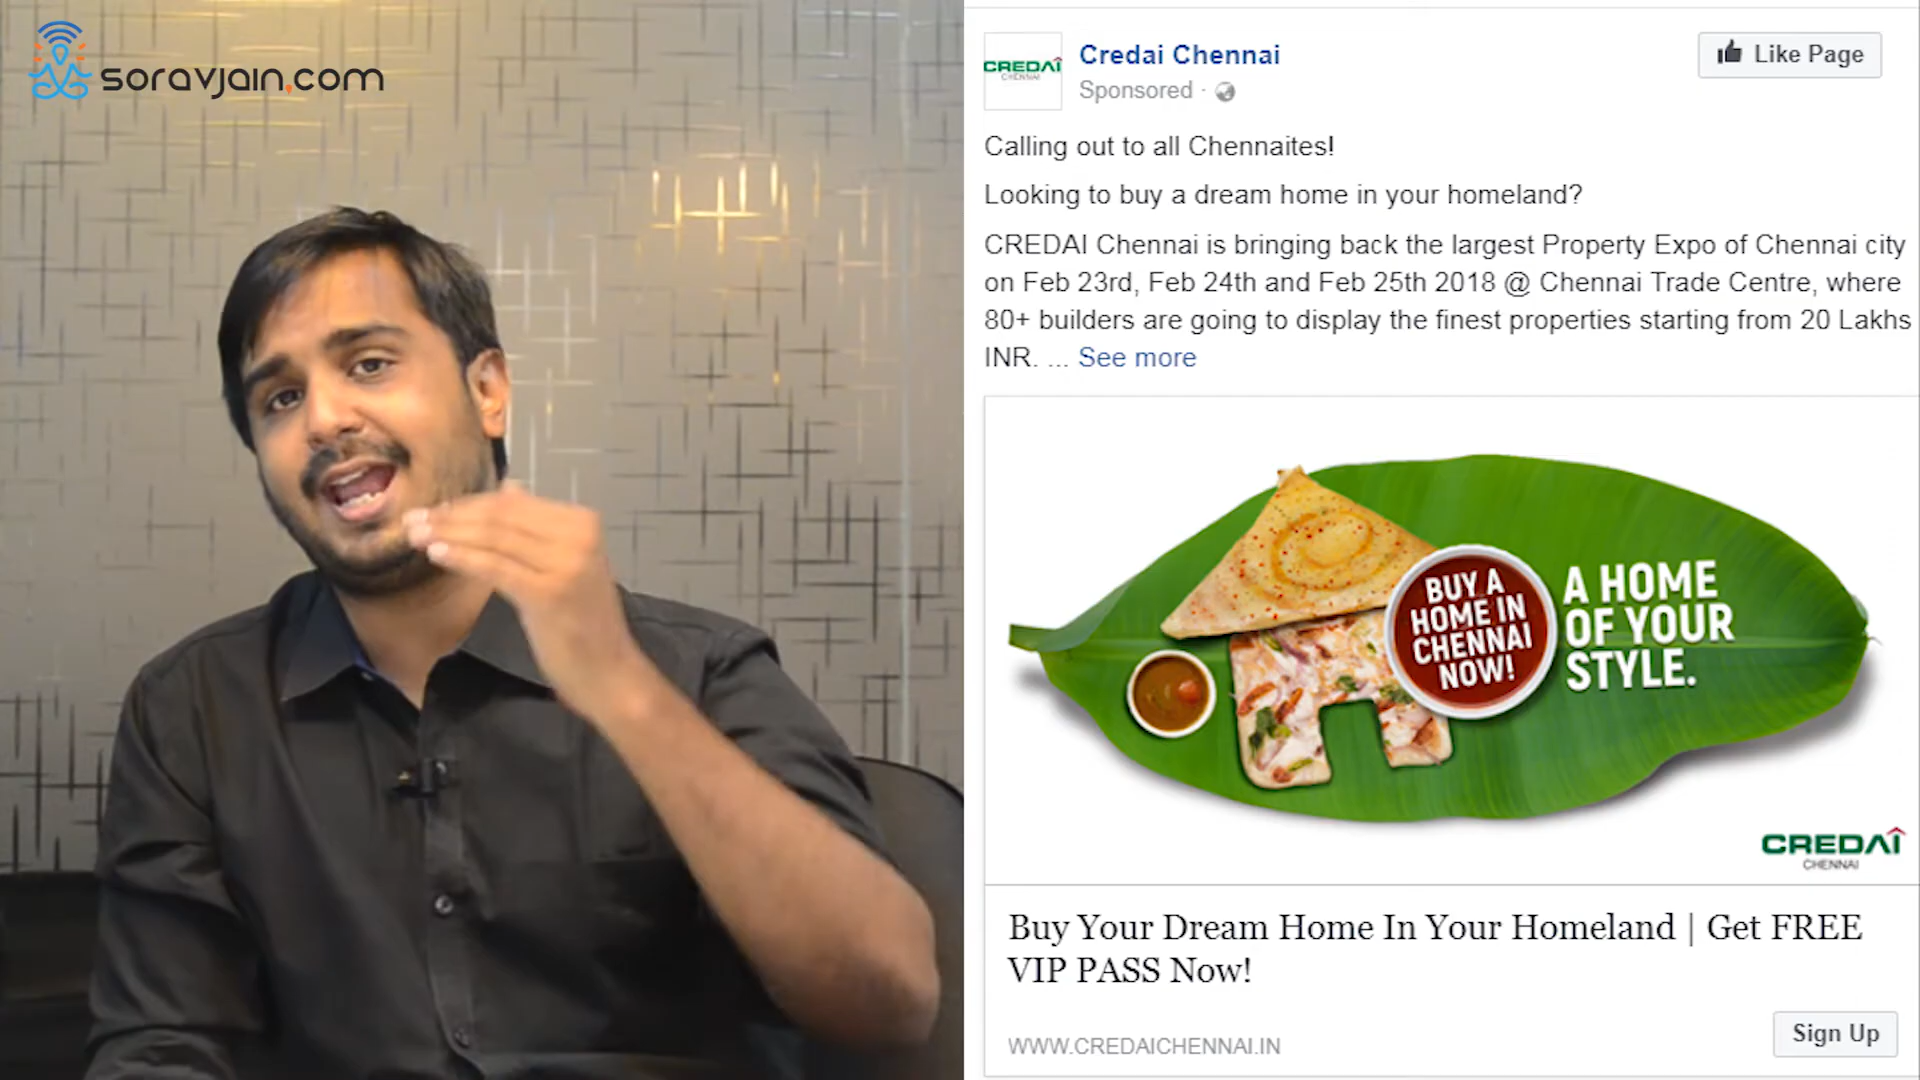 soravjain.com
CREDAI
CHENNAI
Credai Chennai
Sponsored ·
Like Page
Calling out to all Chennaites!
Looking to buy a dream home in your homeland?
CREDAI Chennai is bringing back the largest Property Expo of Chennai city
on Feb 23rd, Feb 24th and Feb 25th 2018 @ Chennai Trade Centre, where
80+ builders are going to display the finest properties starting from 20 Lakhs
INR. ... See more
BUY A
HOME IN
CHENNAI
NOW!
A HOME
OF YOUR
STYLE.
CREDAI
CHENNAI
Buy Your Dream Home In Your Homeland | Get FREE
VIP PASS Now!
WWW.CREDAICHENNAI.IN
Sign Up